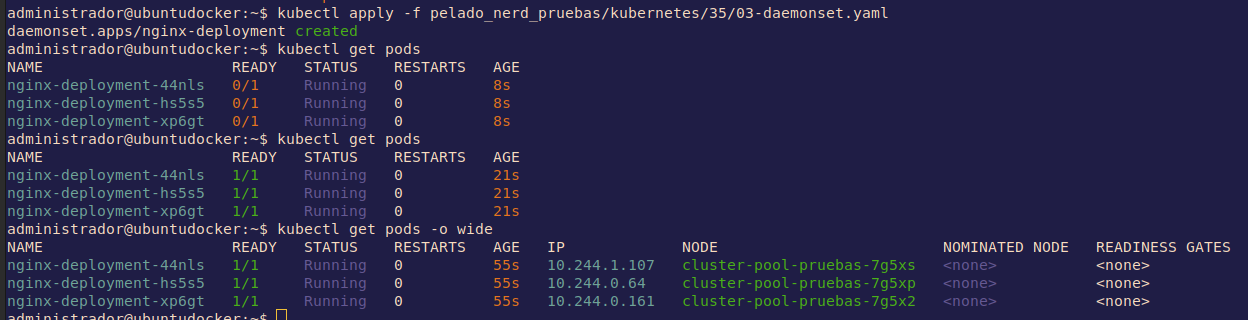 administrador@ubuntudocker:~$ kubectl apply -f pelado_nerd_pruebas/kubernetes/35/03-daemonset.yaml
daemonset.apps/nginx-deployment created
administrador@ubuntudocker:~$ kubectl get pods
NAME READY STATUS RESTARTS AGE
nginx-deployment-44nls 0/1 Running 0 8s
nginx-deployment-hs5s5 0/1 Running 0 8s
nginx-deployment-xp6gt 0/1 Running 0 8s
administrador@ubuntudocker:~$ kubectl get pods
NAME READY STATUS RESTARTS AGE
nginx-deployment-44nls 1/1 Running 0 21s
nginx-deployment-hs5s5 1/1 Running 0 21s
nginx-deployment-xp6gt 1/1 Running 0 21s
administrador@ubuntudocker:~$ kubectl get pods -o wide
NAME READY STATUS RESTARTS AGE IP NODE NOMINATED NODE READINESS GATES
nginx-deployment-44nls 1/1 Running 0 55s 10.244.1.107 cluster-pool-pruebas-7g5xs <none> <none>
nginx-deployment-hs5s5 1/1 Running 0 55s 10.244.0.64 cluster-pool-pruebas-7g5xp <none> <none>
nginx-deployment-xp6gt 1/1 Running 0 55s 10.244.0.161 cluster-pool-pruebas-7g5x2 <none> <none>
administrador@ubuntudocker:~$